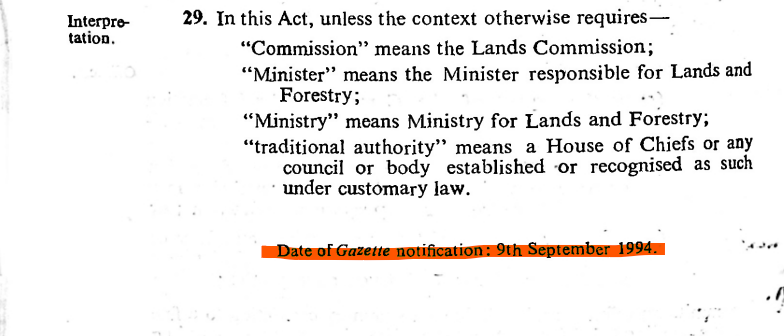 Interpre-
tation.
29. In this Act, unless the context otherwise requires—
“Commission” means the Lands Commission;
“Minister” means the Minister responsible for Lands and
Forestry;
“Ministry” means Ministry for Lands and Forestry;
“traditional authority” means a House of Chiefs or any
council or body established or recognised as such
under customary law.
Date of Gazette notification: 9th September 1994.